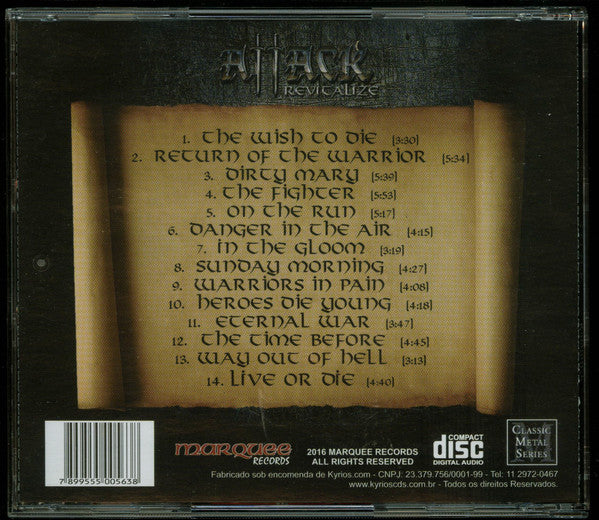 attack
REVITALIZE
1. The Wish To Die [3:30]
2. Return Of The Warrior [5:34]
3. Dirty Mary [5:39]
4. The Fighter [5:53]
5. On The Run [5:17]
6. Danger In The Air [4:15]
7. In The Gloom [3:19]
8. Sunday Morning [4:27]
9. Warriors In Pain [4:08]
10. Heroes Die Young [4:18]
11. Eternal War [3:47]
12. The Time Before [4:45]
13. Way Out Of Hell [3:13]
14. Live Or Die [4:40]
7 899555 005638
MARQUEE
RECORDS
2016 MARQUEE RECORDS
ALL RIGHTS RESERVED
COMPACT
disc
DIGITAL AUDIO
CLASSIC
METAL
SERIES
Fabricado sob encomenda de Kyrios.com - CNPJ: 23.379.756/0001-99 - Tel: 11 2972-0467
www.kyrioscds.com.br - Todos os direitos Reservados.